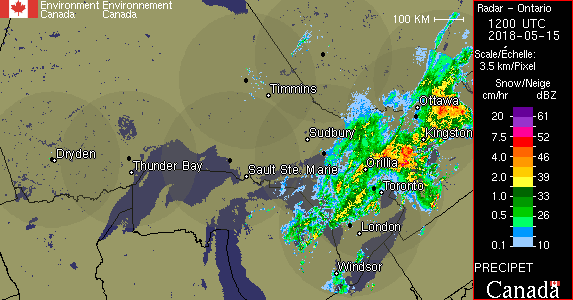 Environment Environnement
Canada Canada
100 KM
Radar - Ontario
1200 UTC
2018-05-15
Scale/Échelle:
3.5 km/Pixel
Snow/Neige
cm/hr dBZ
20 61
7.5 52
4.0 46
2.0 39
1.0 33
0.5 26
0.1 10
PRECIPET
Canada
Timmins
Ottawa
Sudbury
Kingston
Dryden
Thunder Bay
Sault Ste. Marie
Orillia
Toronto
London
Windsor